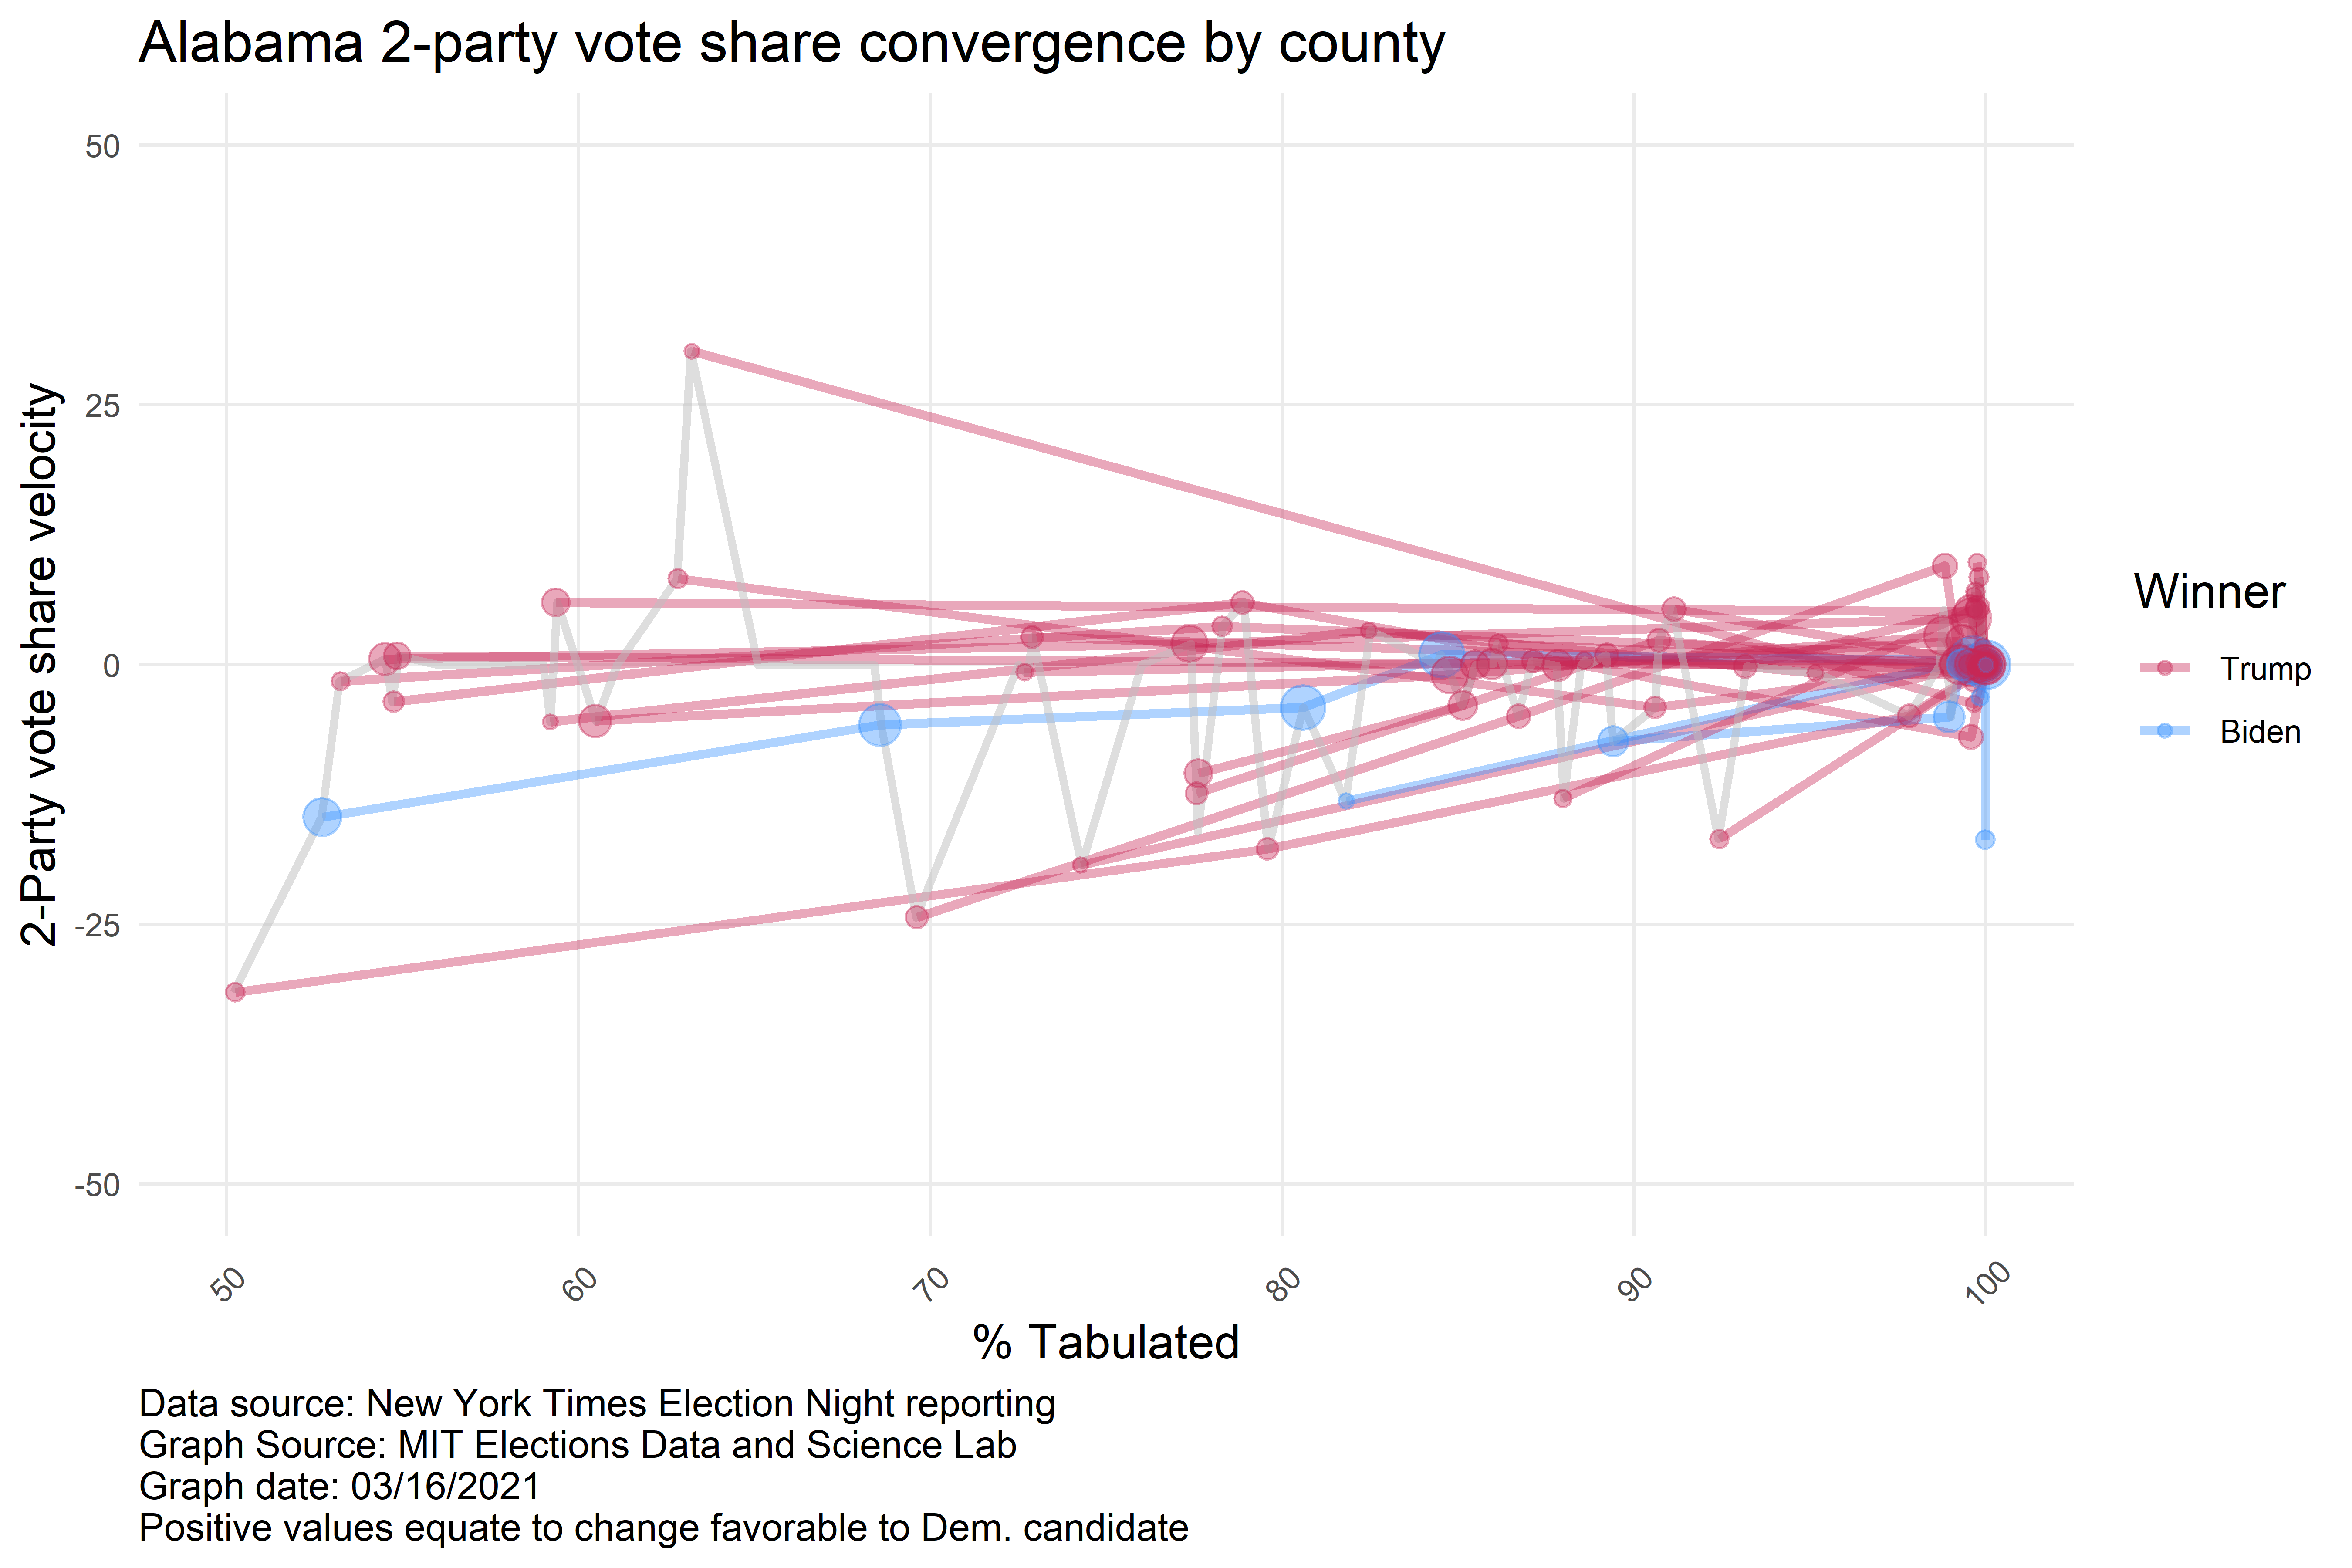 Alabama 2-party vote share convergence by county
50
25
0
-25
-50
2-Party vote share velocity
50
60
70
80
90
100
% Tabulated
Winner
Trump
Biden
Data source: New York Times Election Night reporting
Graph Source: MIT Elections Data and Science Lab
Graph date: 03/16/2021
Positive values equate to change favorable to Dem. candidate